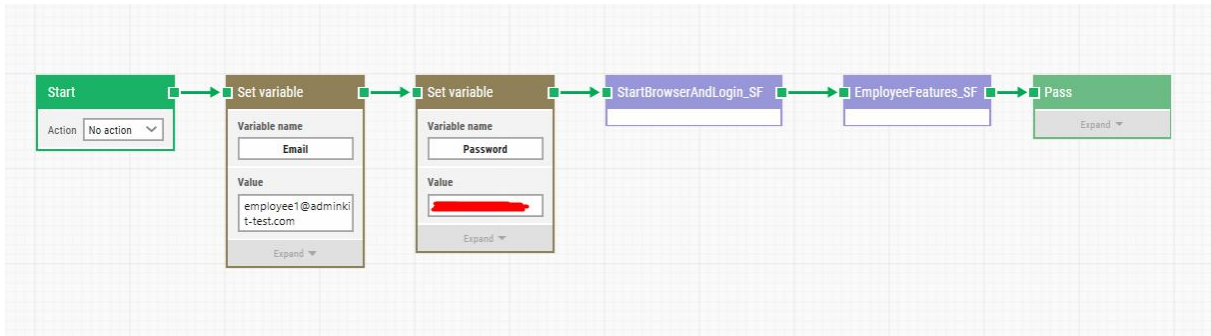 Start
Action No action
Set variable
Variable name
Email
Value
employee1@adminki
t-test.com
Expand
Set variable
Variable name
Password
Value
Expand
StartBrowserAndLogin_SF
EmployeeFeatures_SF
Pass
Expand